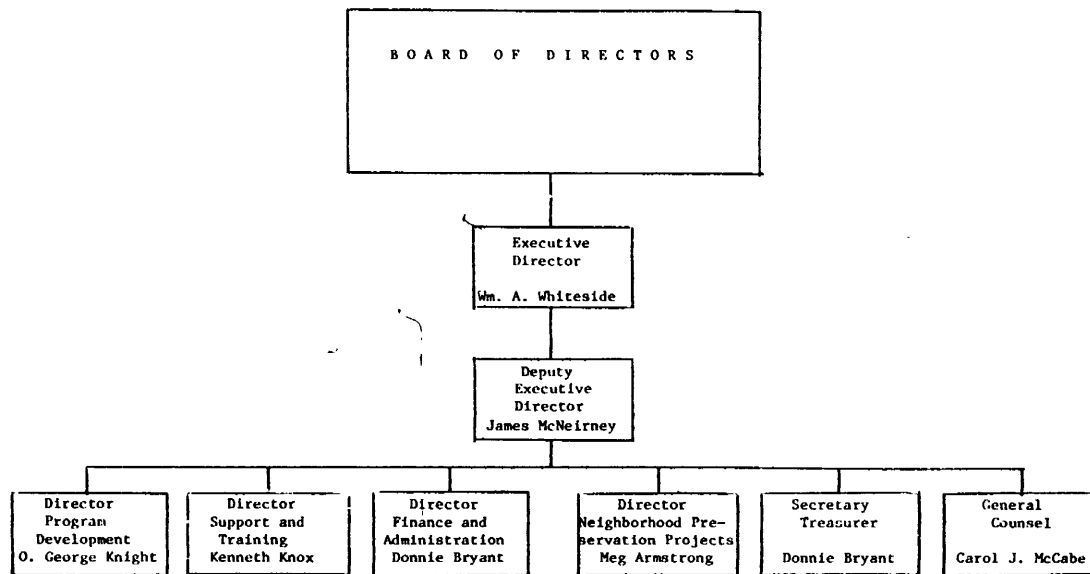 BOARD OF DIRECTORS
Executive
Director
Wm. A. Whiteside
Deputy
Executive
Director
James McNeirney
Director
Program
Development
O. George Knight
Director
Support and
Training
Kenneth Knox
Director
Finance and
Administration
Donnie Bryant
Director
Neighborhood Pre-
servation Projects
Meg Armstrong
Secretary
Treasurer
Donnie Bryant
General
Counsel
Carol J. McCabe